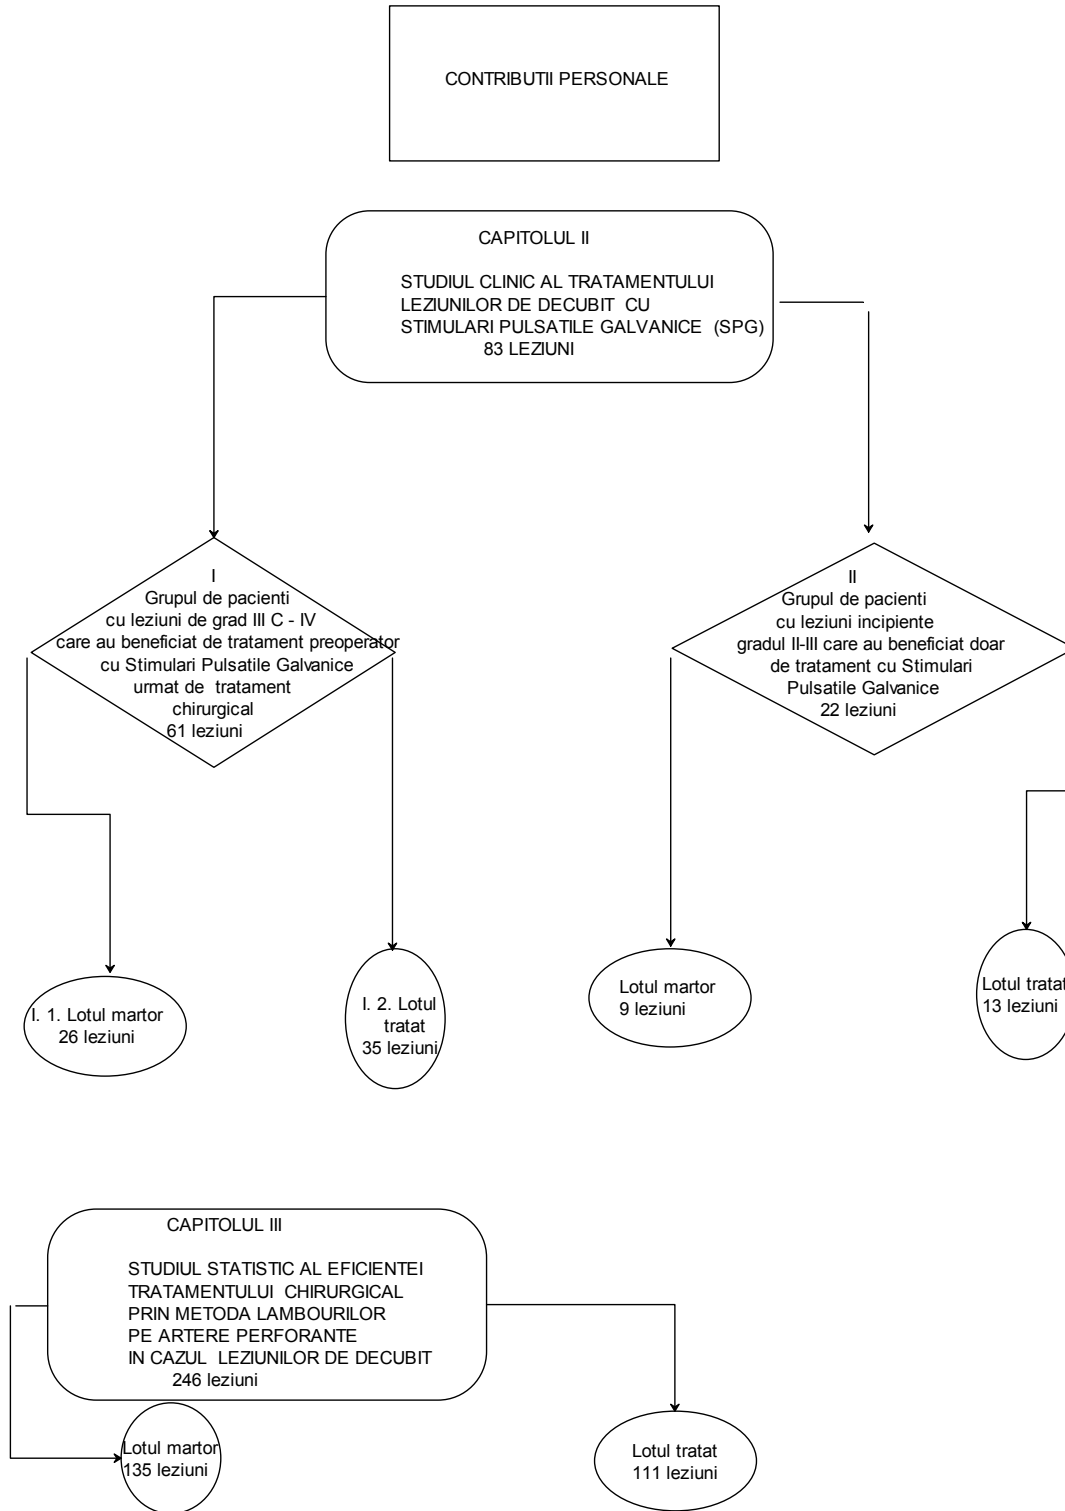 CONTRIBUTII PERSONALE
CAPITOLUL II
STUDIUL CLINIC AL TRATAMENTULUI
LEZIUNILOR DE DECUBIT CU
STIMULARI PULSATILE GALVANICE (SPG)
83 LEZIUNI
I
Grupul de pacienti
cu leziuni de grad III C - IV
care au beneficiat de tratament preoperator
cu Stimulari Pulsatile Galvanice
urmat de tratament
chirurgical
61 leziuni
II
Grupul de pacienti
cu leziuni incipiente
gradul II-III care au beneficiat doar
de tratament cu Stimulari
Pulsatile Galvanice
22 leziuni
I. 1. Lotul martor
26 leziuni
I. 2. Lotul
tratat
35 leziuni
Lotul martor
9 leziuni
Lotul tratat
13 leziuni
CAPITOLUL III
STUDIUL STATISTIC AL EFICIENTEI
TRATAMENTULUI CHIRURGICAL
PRIN METODA LAMBOURILOR
PE ARTERE PERFORANTE
IN CAZUL LEZIUNILOR DE DECUBIT
246 leziuni
Lotul martor
135 leziuni
Lotul tratat
111 leziuni